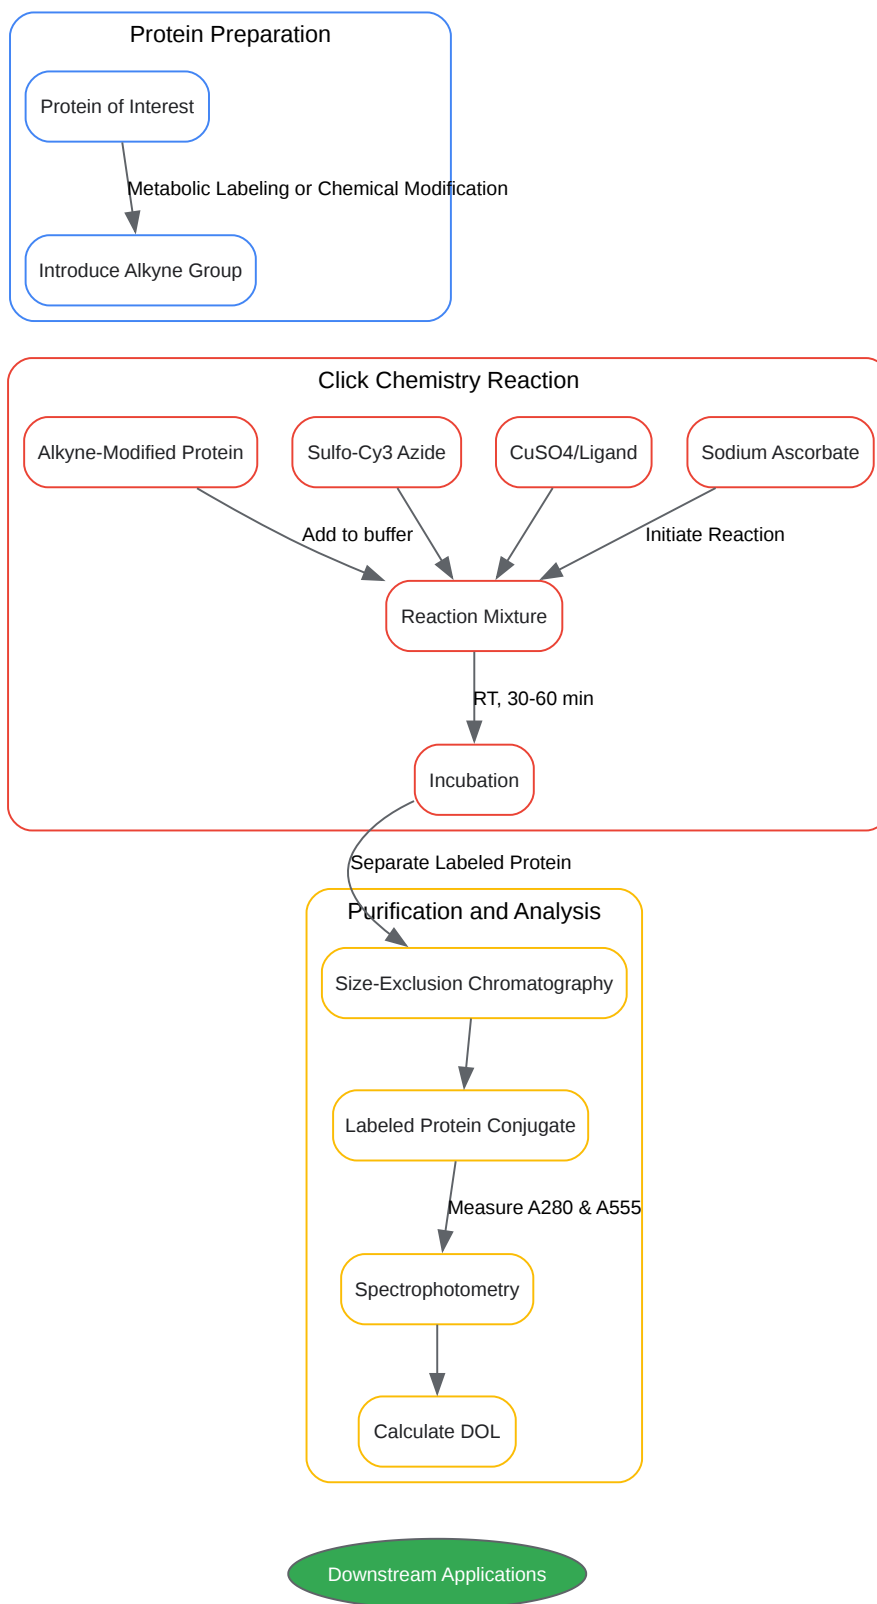 Protein Preparation
Protein of Interest
Metabolic Labeling or Chemical Modification
Introduce Alkyne Group
Click Chemistry Reaction
Alkyne-Modified Protein
Sulfo-Cy3 Azide
CuSO4/Ligand
Sodium Ascorbate
Add to buffer
Initiate Reaction
Reaction Mixture
RT, 30-60 min
Incubation
Separate Labeled Protein
Purification and Analysis
Size-Exclusion Chromatography
Labeled Protein Conjugate
Measure A280 & A555
Spectrophotometry
Calculate DOL
Downstream Applications